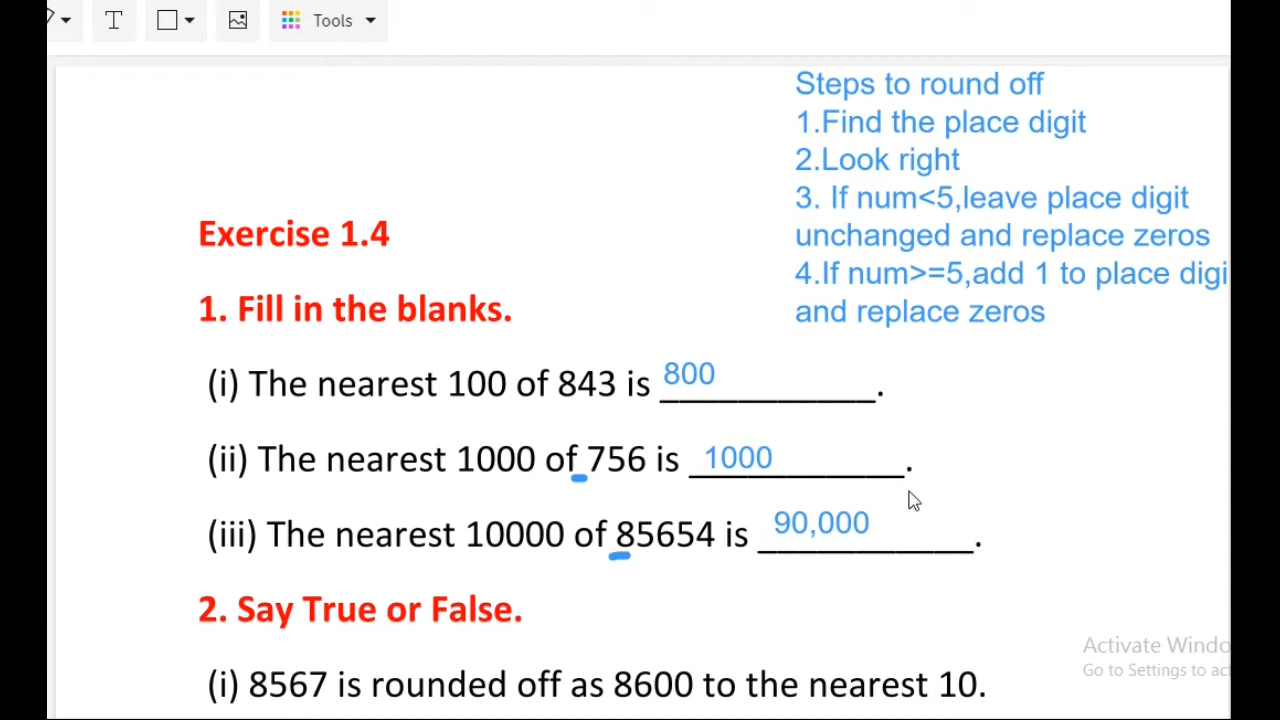 Tools
Steps to round off
1.Find the place digit
2.Look right
3. If num<5,leave place digit
unchanged and replace zeros
4.If num>=5,add 1 to place digi
and replace zeros
Exercise 1.4
1. Fill in the blanks.
(i) The nearest 100 of 843 is 800.
(ii) The nearest 1000 of 756 is 1000.
(iii) The nearest 10000 of 85654 is 90,000.
2. Say True or False.
(i) 8567 is rounded off as 8600 to the nearest 10.
Activate Windo
Go to Settings to act